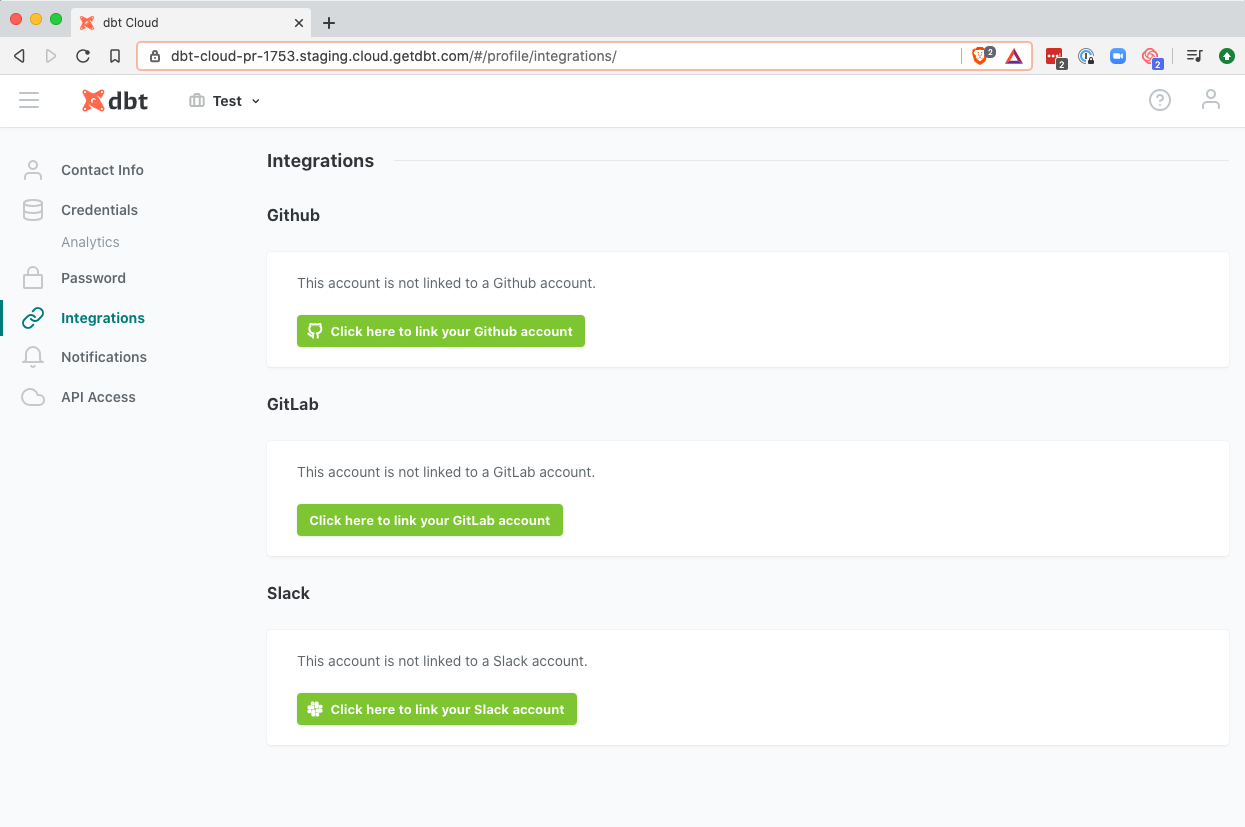 dbt Cloud
dbt-cloud-pr-1753.staging.cloud.getdbt.com/#/profile/integrations/
2
2
2
dbt
Test
Contact Info
Credentials
Analytics
Password
Integrations
Notifications
API Access
Integrations
Github
This account is not linked to a Github account.
Click here to link your Github account
GitLab
This account is not linked to a GitLab account.
Click here to link your GitLab account
Slack
This account is not linked to a Slack account.
Click here to link your Slack account